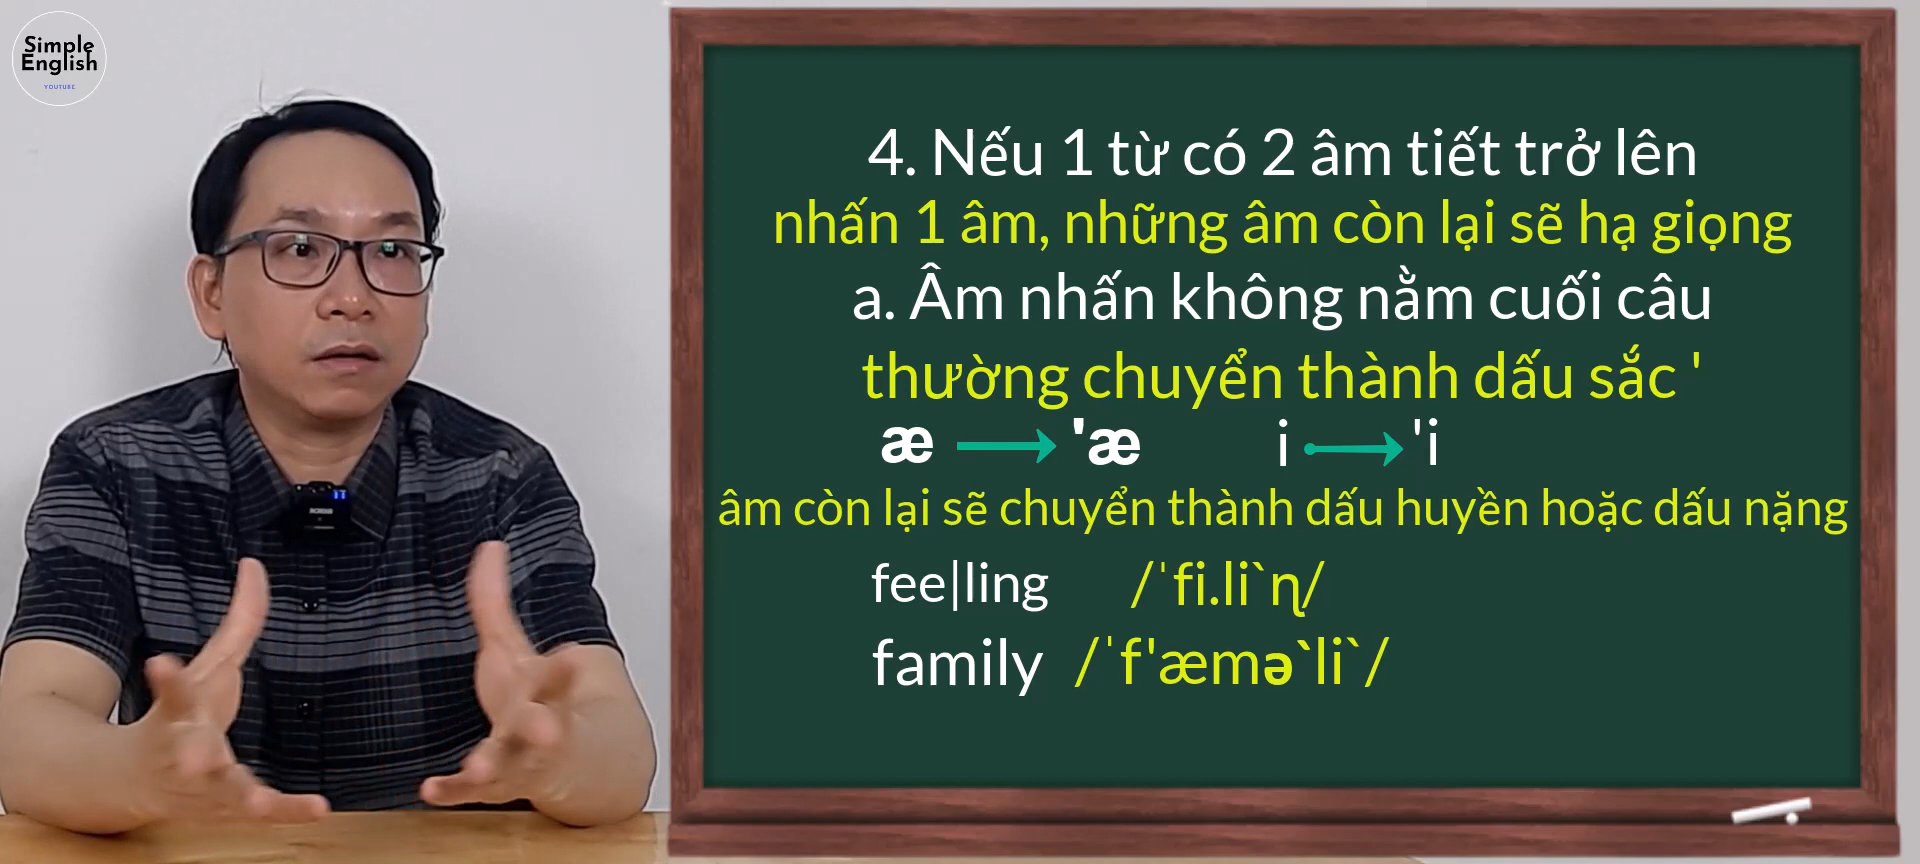 Simple
English
YOUTUBE
4. Nếu 1 từ có 2 âm tiết trở lên
nhấn 1 âm, những âm còn lại sẽ hạ giọng
a. Âm nhấn không nằm cuối câu
thường chuyển thành dấu sắc '
æ 'æ i 'i
âm còn lại sẽ chuyển thành dấu huyền hoặc dấu nặng
fee|ling /ˈfi.li`ɳ/
family /ˈf'æmə`li`/